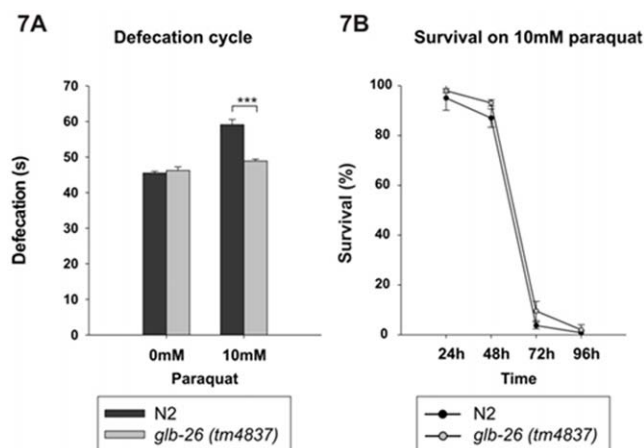 7A
Defecation cycle
70
60
50
40
30
20
10
0
Defecation (s)
***
0mM
10mM
Paraquat
N2
glb-26 (tm4837)
7B
Survival on 10mM paraquat
100
80
60
40
20
0
Survival (%)
24h
48h
72h
96h
Time
N2
glb-26 (tm4837)